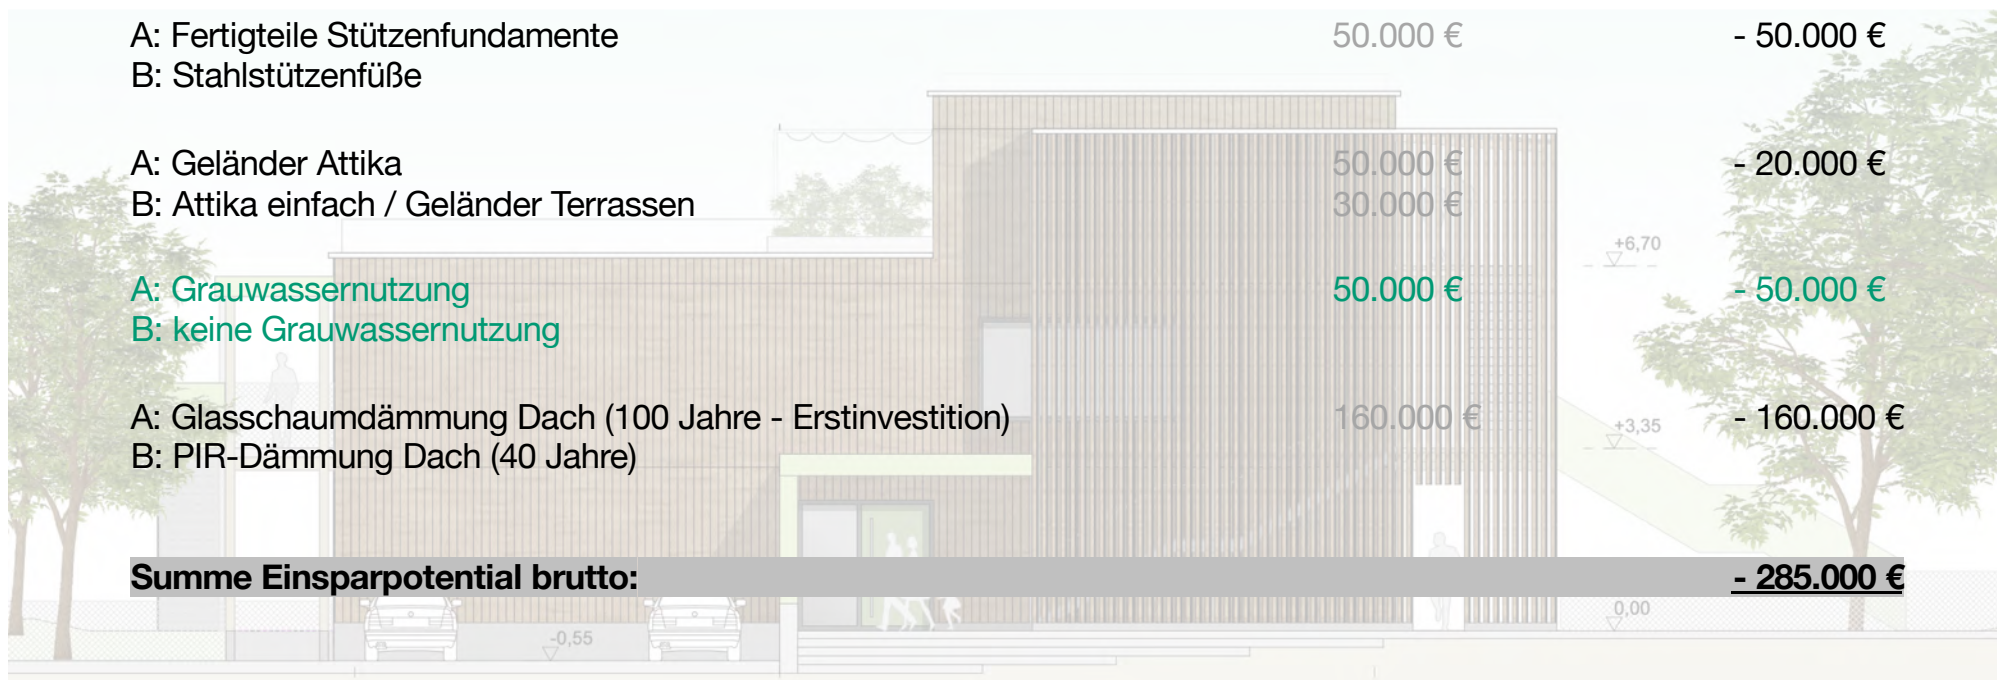 A: Fertigteile Stützenfundamente 50.000 € - 50.000 €
B: Stahlstützenfüße
A: Geländer Attika 50.000 € - 20.000 €
B: Attika einfach / Geländer Terrassen 30.000 €
+6,70
A: Grauwassernutzung 50.000 € - 50.000 €
B: keine Grauwassernutzung
A: Glasschaumdämmung Dach (100 Jahre - Erstinvestition) 160.000 € - 160.000 €
+3,35
B: PIR-Dämmung Dach (40 Jahre)
Summe Einsparpotential brutto: - 285.000 €
0,00
-0,55